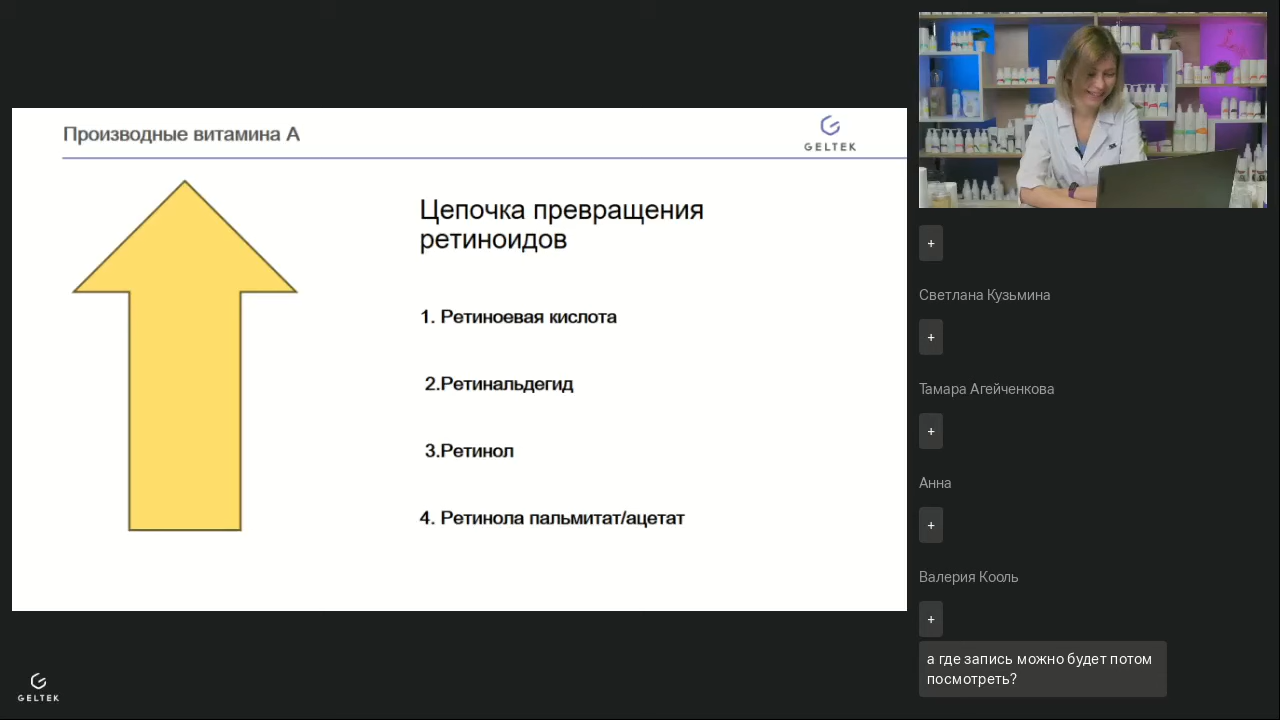 Производные витамина А
GELTEK
Цепочка превращения
ретиноидов
1. Ретиноевая кислота
2.Ретинальдегид
3.Ретинол
4. Ретинола пальмитат/ацетат
GELTEK
+
Светлана Кузьмина
+
Тамара Агейченкова
+
Анна
+
Валерия Кооль
+
а где запись можно будет потом
посмотреть?